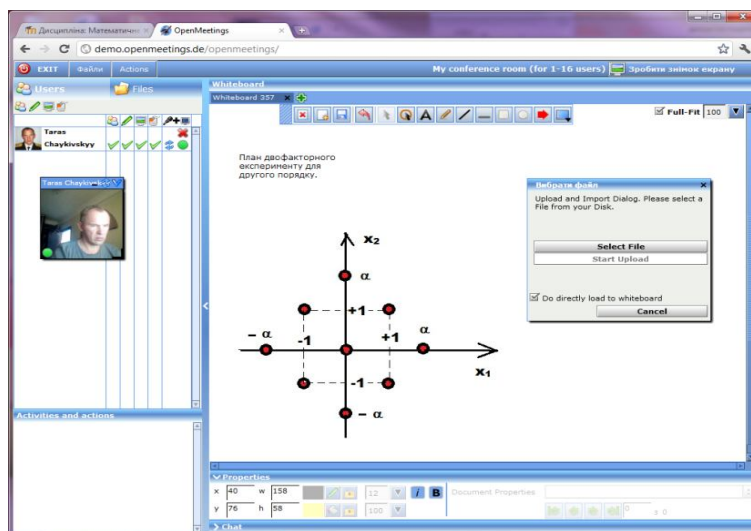 Дисципліна: Математичн
OpenMeetings
demo.openmeetings.de/openmeetings/
EXIT Файли Actions
My conference room (for 1-16 users) Зробити знімок екрану
Users Files
Whiteboard
Whiteboard 357
Full-Fit 100
Taras
Chaykivskyy
Taras Chaykivskyy
План двофакторного
експерименту для
другого порядку.
Вибрати файл
Upload and Import Dialog. Please select a
File from your Disk.
Select File
Start Upload
Do directly load to whiteboard
Cancel
x₂
α
+1
- α -1 +1 α
x₁
-1
- α
Activities and actions
Properties
x 40 w 158 12 i B Document Properties
y 76 h 58 100 0 ± 0
Chat